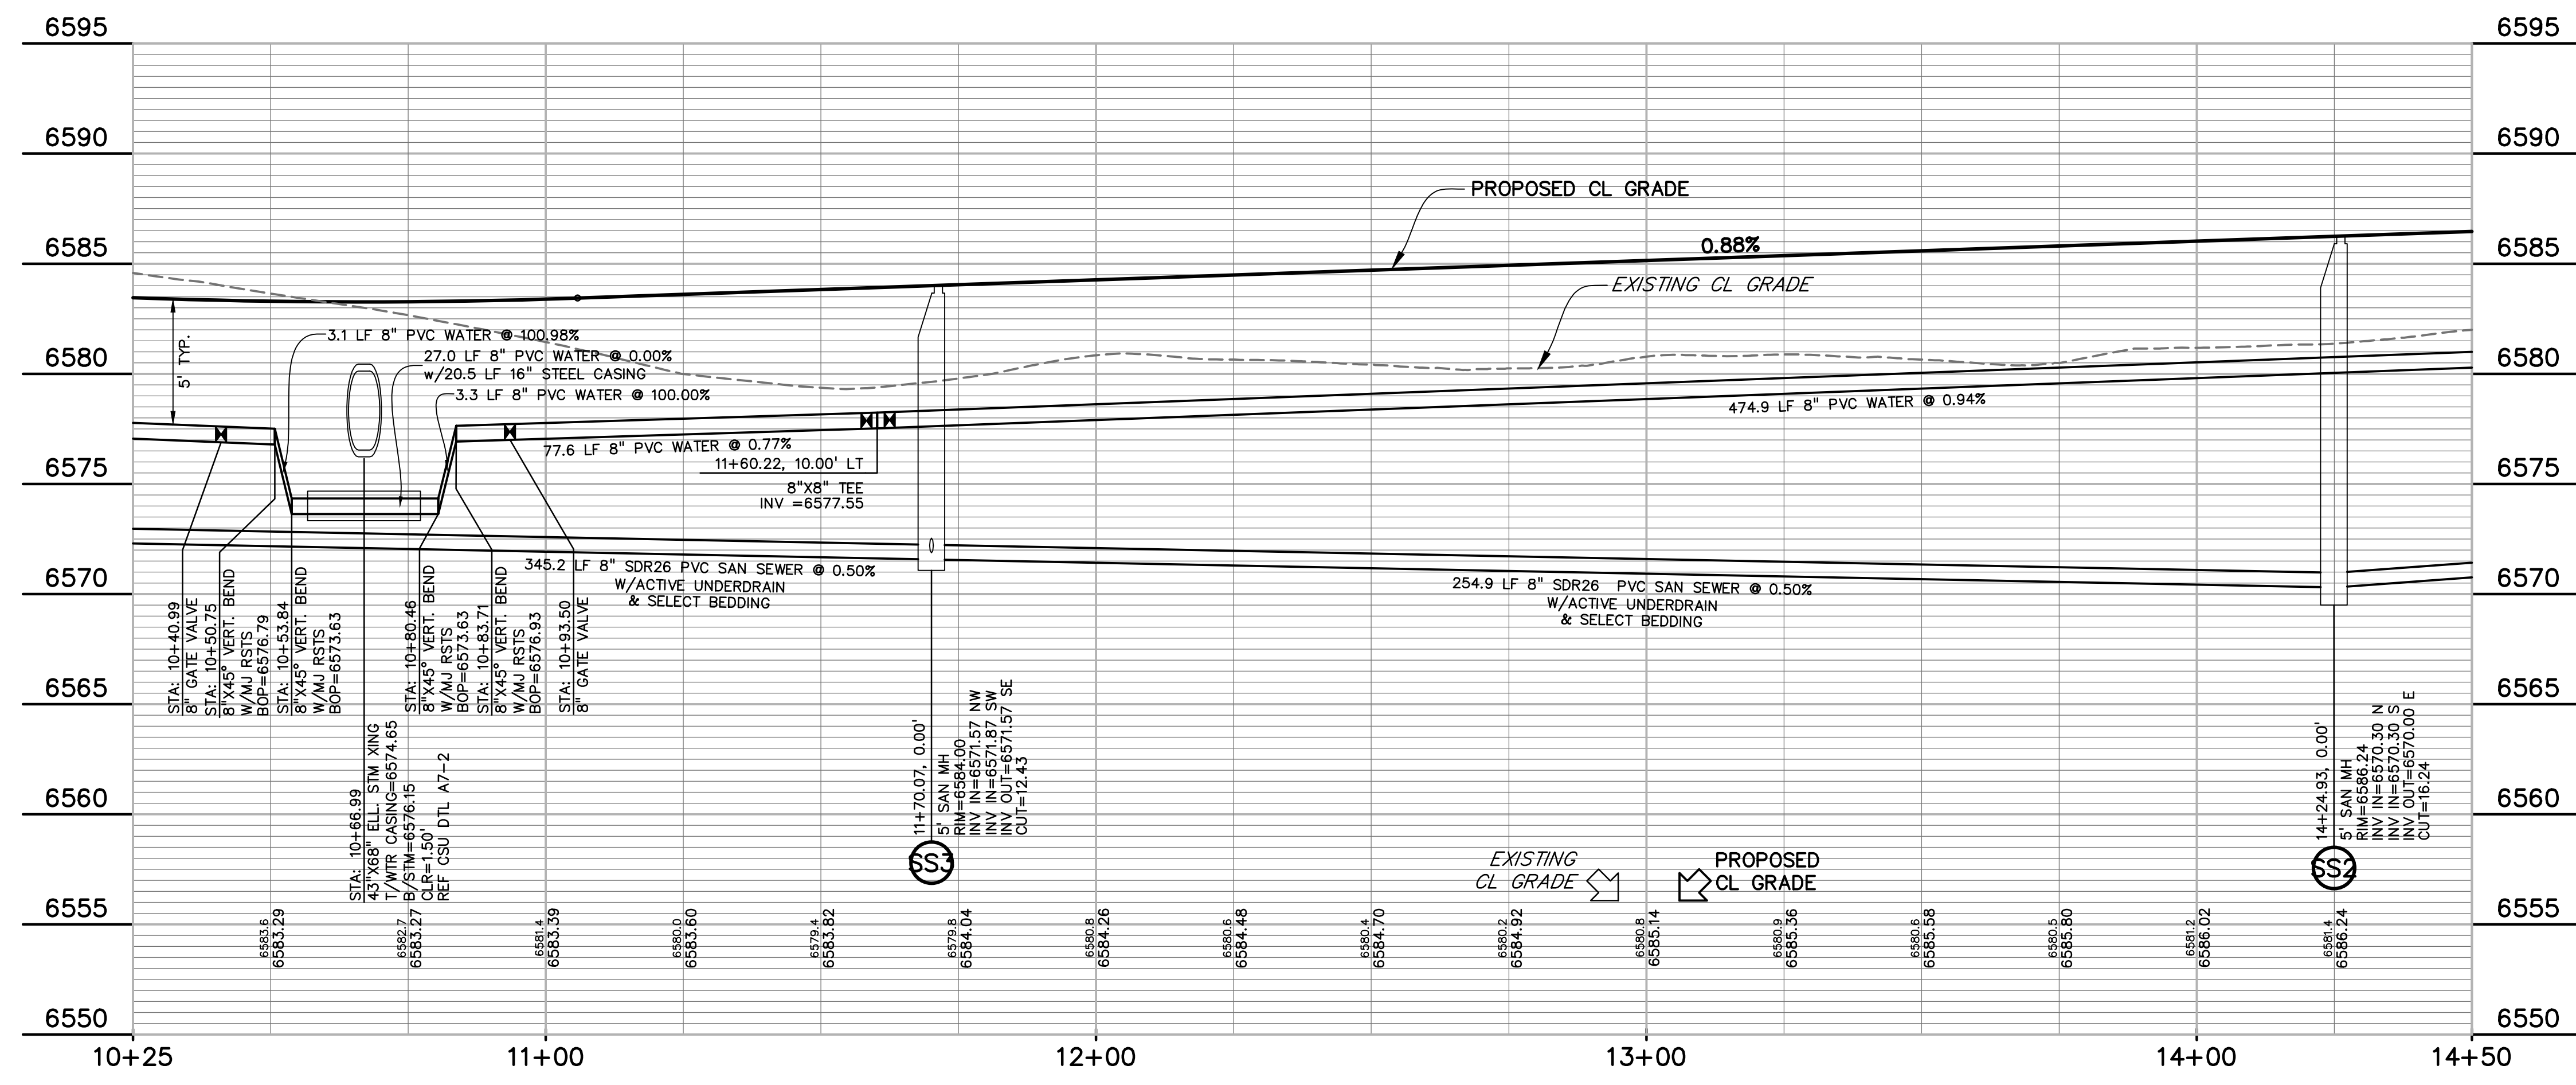 6595
6595
6590
6590
PROPOSED CL GRADE
0.88%
6585
6585
EXISTING CL GRADE
3.1 LF 8" PVC WATER @ 100.98%
27.0 LF 8" PVC WATER @ 0.00%
w/20.5 LF 16" STEEL CASING
5' TYP.
6580
6580
3.3 LF 8" PVC WATER @ 100.00%
474.9 LF 8" PVC WATER @ 0.94%
77.6 LF 8" PVC WATER @ 0.77%
11+60.22, 10.00' LT
8"X8" TEE
INV =6577.55
6575
6575
345.2 LF 8" SDR26 PVC SAN SEWER @ 0.50%
W/ACTIVE UNDERDRAIN
& SELECT BEDDING
254.9 LF 8" SDR26 PVC SAN SEWER @ 0.50%
W/ACTIVE UNDERDRAIN
& SELECT BEDDING
6570
6570
STA: 10+40.99
8" GATE VALVE
STA: 10+50.75
8"X45° VERT. BEND
W/MJ RSTS
BOP=6576.79
STA: 10+53.84
8"X45° VERT. BEND
W/MJ RSTS
BOP=6573.63
STA: 10+80.46
8"X45° VERT. BEND
W/MJ RSTS
BOP=6573.63
STA: 10+83.71
8"X45° VERT. BEND
W/MJ RSTS
BOP=6576.93
STA: 10+93.50
8" GATE VALVE
6565
6565
STA: 10+66.99
43"X68" ELL. STM XING
T/WTR CASING=6574.65
B/STM=6576.15
CLR=1.50'
REF CSU DTL A7-2
11+70.07, 0.00'
5' SAN MH
RIM=6584.00
INV IN=6571.57 NW
INV IN=6571.87 SW
INV OUT=6571.57 SE
CUT=12.43
SS3
14+24.93, 0.00'
5' SAN MH
RIM=6586.24
INV IN=6570.30 N
INV IN=6570.30 S
INV OUT=6570.00 E
CUT=16.24
SS2
6560
6560
EXISTING
CL GRADE
PROPOSED
CL GRADE
6555
6555
6583.6
6583.29
6582.7
6583.27
6581.4
6583.39
6580.0
6583.60
6579.4
6583.82
6579.8
6584.04
6580.8
6584.26
6580.6
6584.48
6580.4
6584.70
6580.2
6584.92
6580.8
6585.14
6580.9
6585.36
6580.6
6585.58
6580.5
6585.80
6581.2
6586.02
6581.4
6586.24
6550
6550
10+25
11+00
12+00
13+00
14+00
14+50